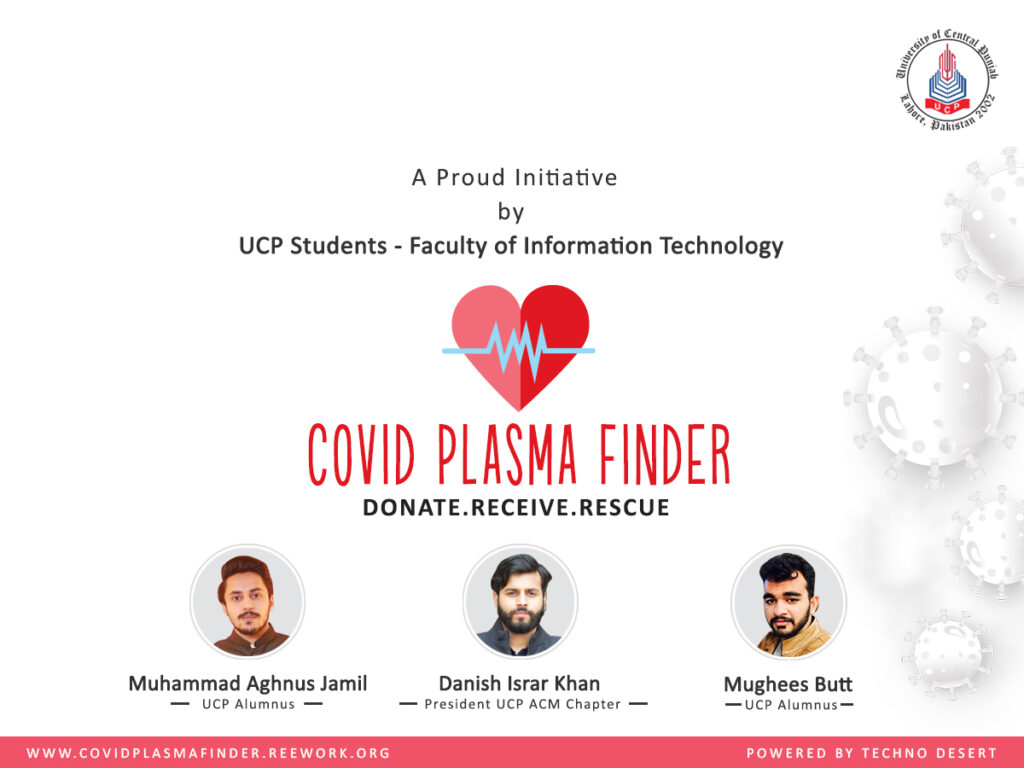 University of Central Punjab
UCP
Lahore, Pakistan 2002
A Proud Initiative
by
UCP Students - Faculty of Information Technology
COVID PLASMA FINDER
DONATE.RECEIVE.RESCUE
Muhammad Aghnus Jamil
UCP Alumnus
Danish Israr Khan
President UCP ACM Chapter
Mughees Butt
UCP Alumnus
WWW.COVIDPLASMAFINDER.REEWORK.ORG
POWERED BY TECHNO DESERT